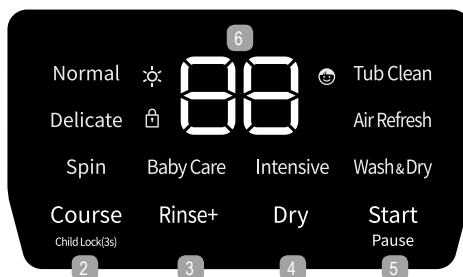 6
Normal 88 Tub Clean
Delicate Air Refresh
Spin Baby Care Intensive Wash&Dry
Course Rinse+ Dry Start
Child Lock(3s) Pause
2 3 4 5